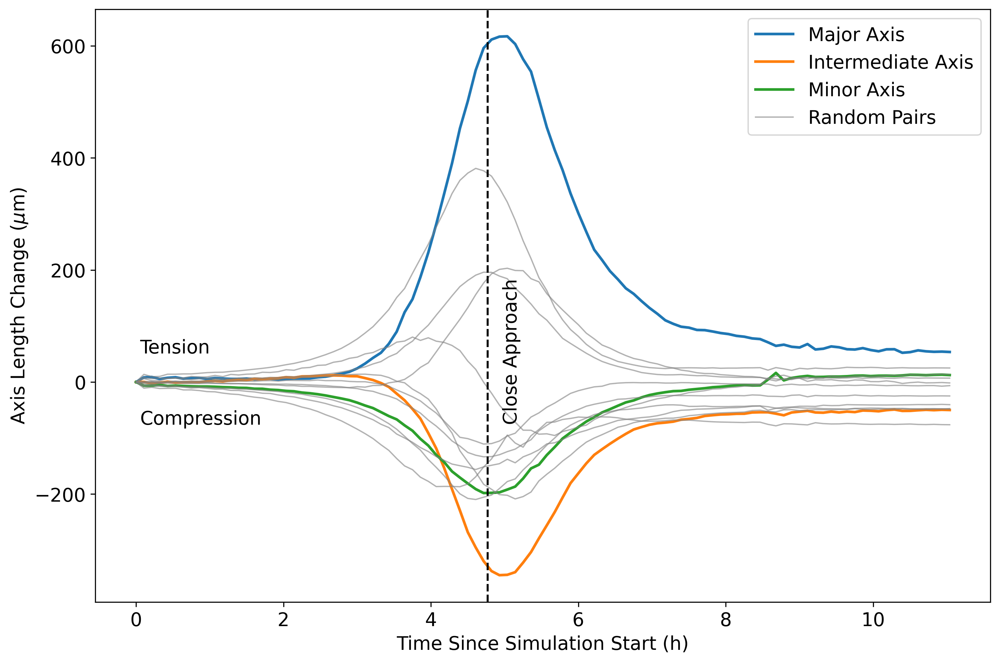 Axis Length Change (μm)
600
400
200
0
−200
Major Axis
Intermediate Axis
Minor Axis
Random Pairs
Tension
Compression
Close Approach
0 2 4 6 8 10
Time Since Simulation Start (h)